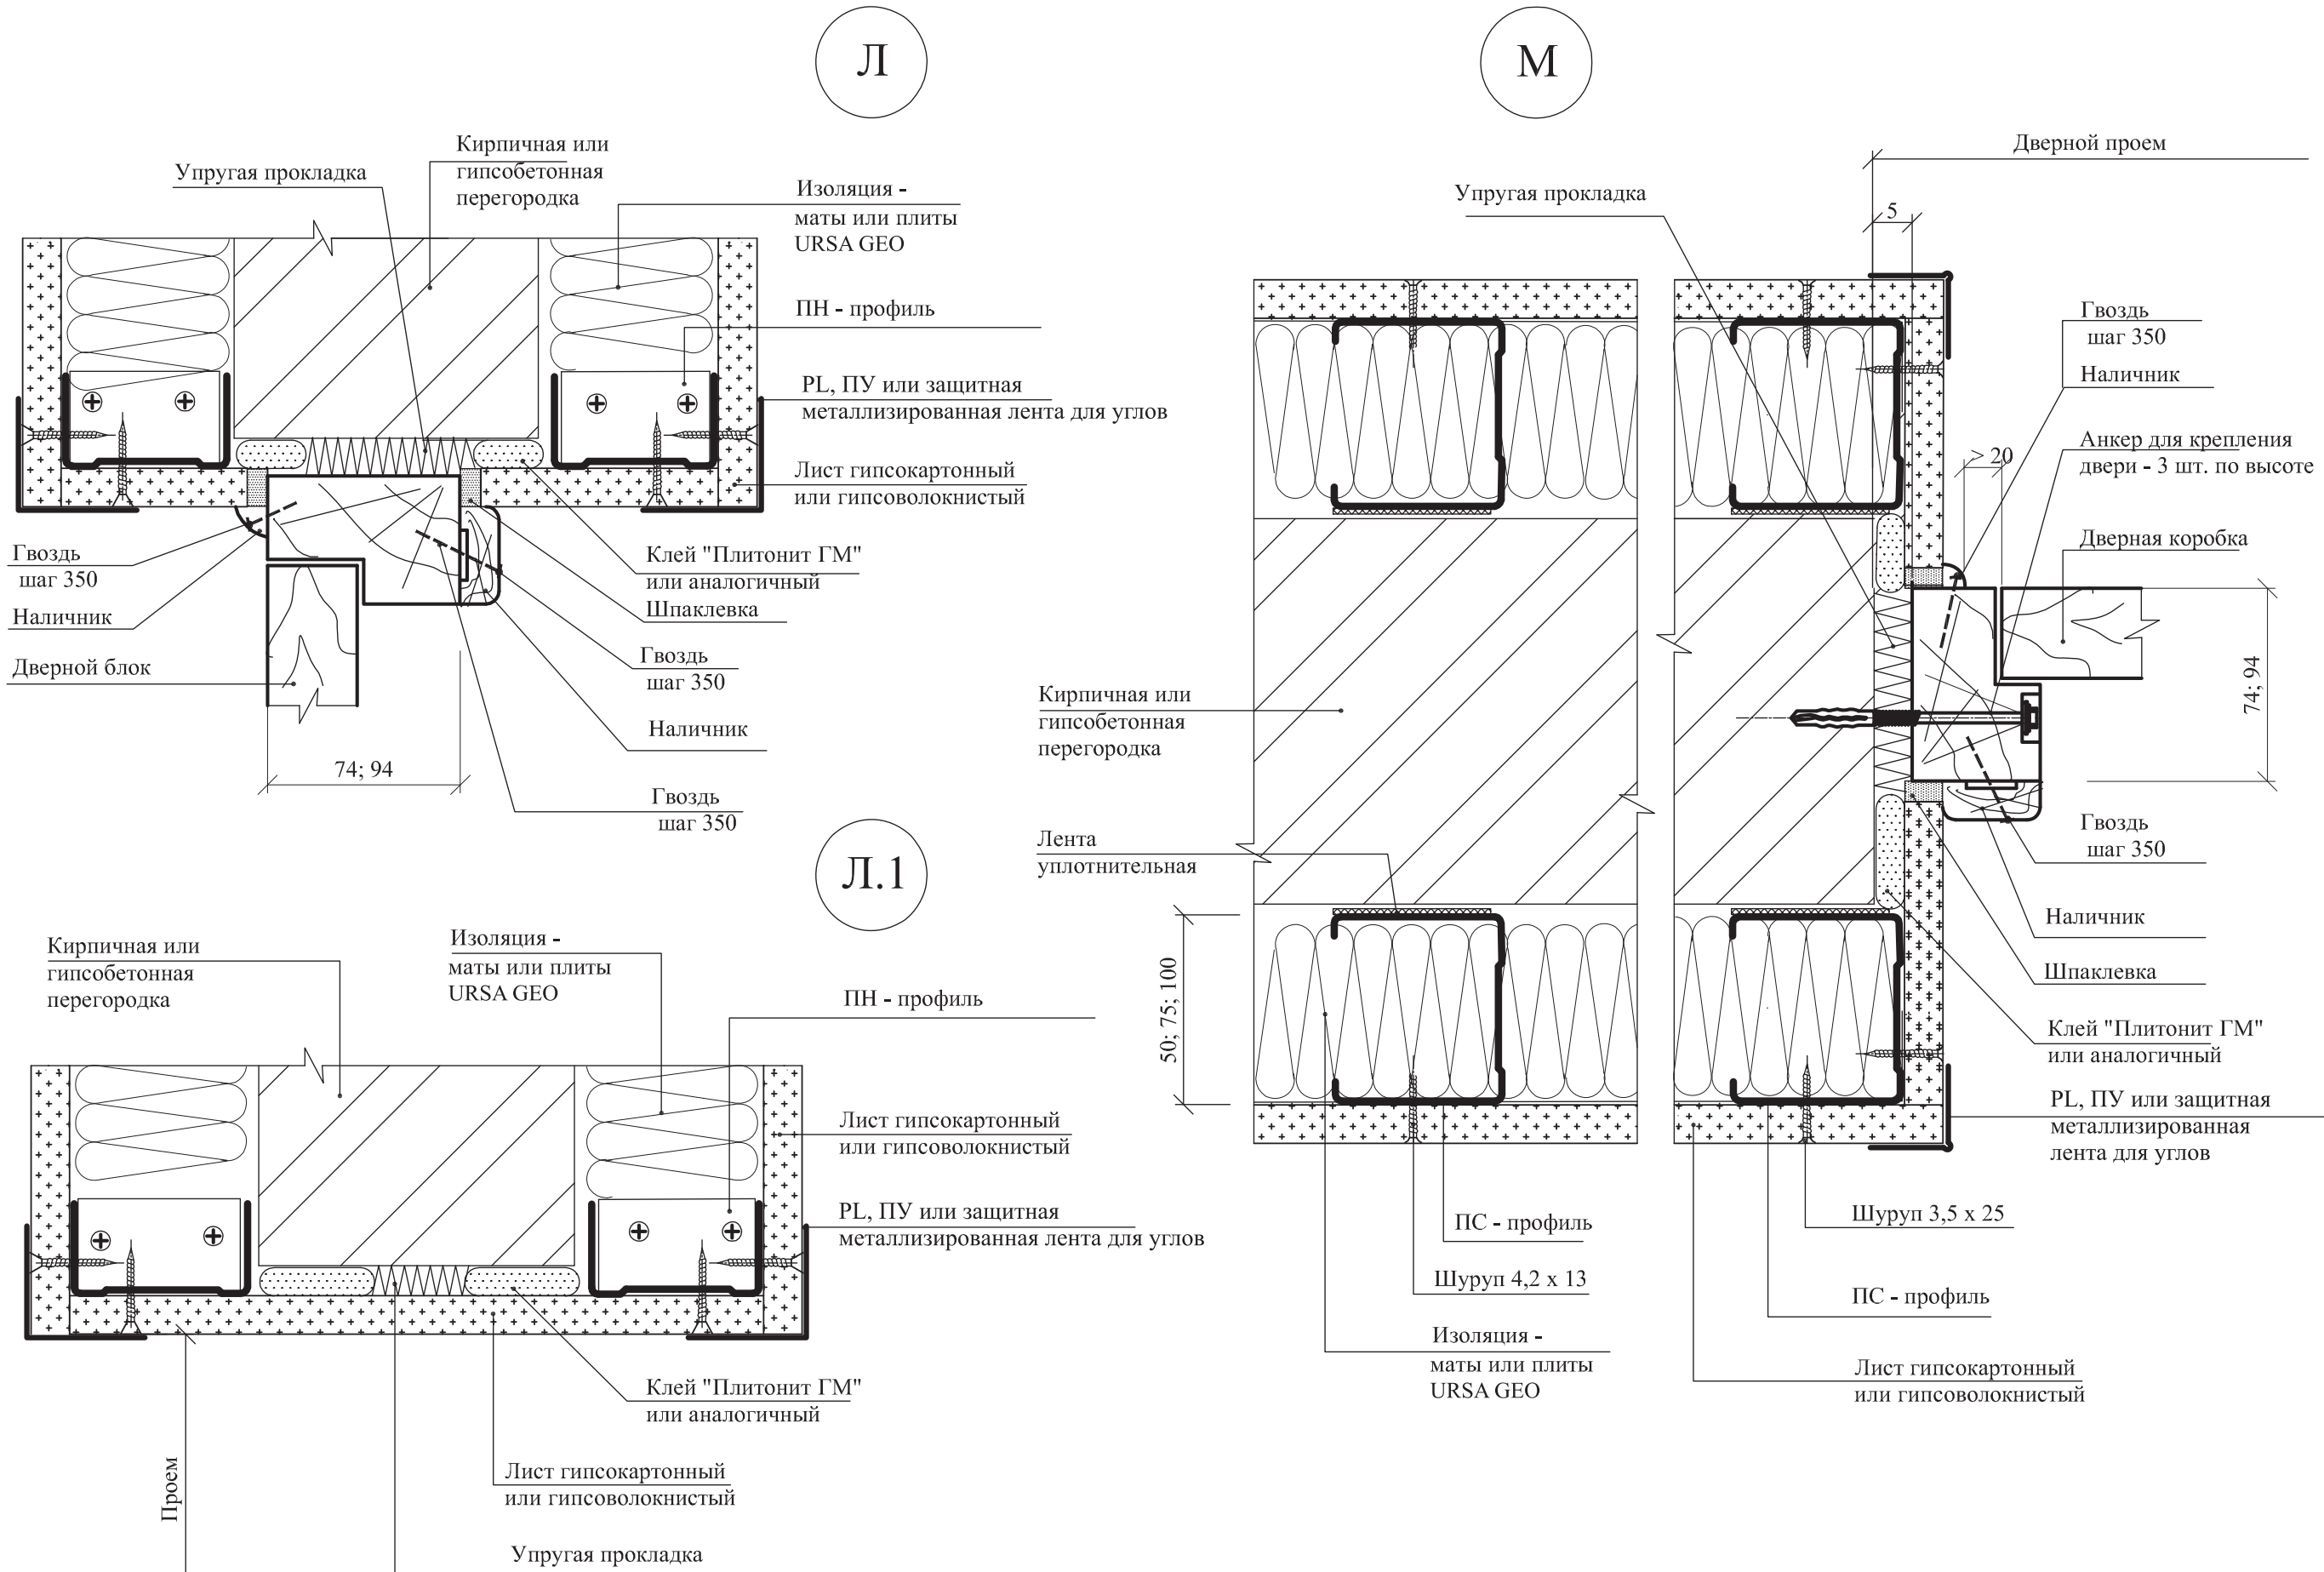 Л
Упругая прокладка
Кирпичная или
гипсобетонная
перегородка
Изоляция -
маты или плиты
URSA GEO
ПН - профиль
PL, ПУ или защитная
металлизированная лента для углов
Лист гипсокартонный
или гипсоволокнистый
Клей "Плитонит ГМ"
или аналогичный
Шпаклевка
Гвоздь
шаг 350
Наличник
Гвоздь
шаг 350
Гвоздь
шаг 350
Наличник
Дверной блок
74; 94
Л.1
Кирпичная или
гипсобетонная
перегородка
Изоляция -
маты или плиты
URSA GEO
ПН - профиль
Лист гипсокартонный
или гипсоволокнистый
PL, ПУ или защитная
металлизированная лента для углов
Клей "Плитонит ГМ"
или аналогичный
Лист гипсокартонный
или гипсоволокнистый
Упругая прокладка
Проем
М
Дверной проем
Упругая прокладка
5
Гвоздь
шаг 350
Наличник
Анкер для крепления
двери - 3 шт. по высоте
> 20
Дверная коробка
74; 94
Кирпичная или
гипсобетонная
перегородка
Лента
уплотнительная
50; 75; 100
Гвоздь
шаг 350
Наличник
Шпаклевка
Клей "Плитонит ГМ"
или аналогичный
PL, ПУ или защитная
металлизированная
лента для углов
ПС - профиль
Шуруп 4,2 х 13
Изоляция -
маты или плиты
URSA GEO
Шуруп 3,5 х 25
ПС - профиль
Лист гипсокартонный
или гипсоволокнистый